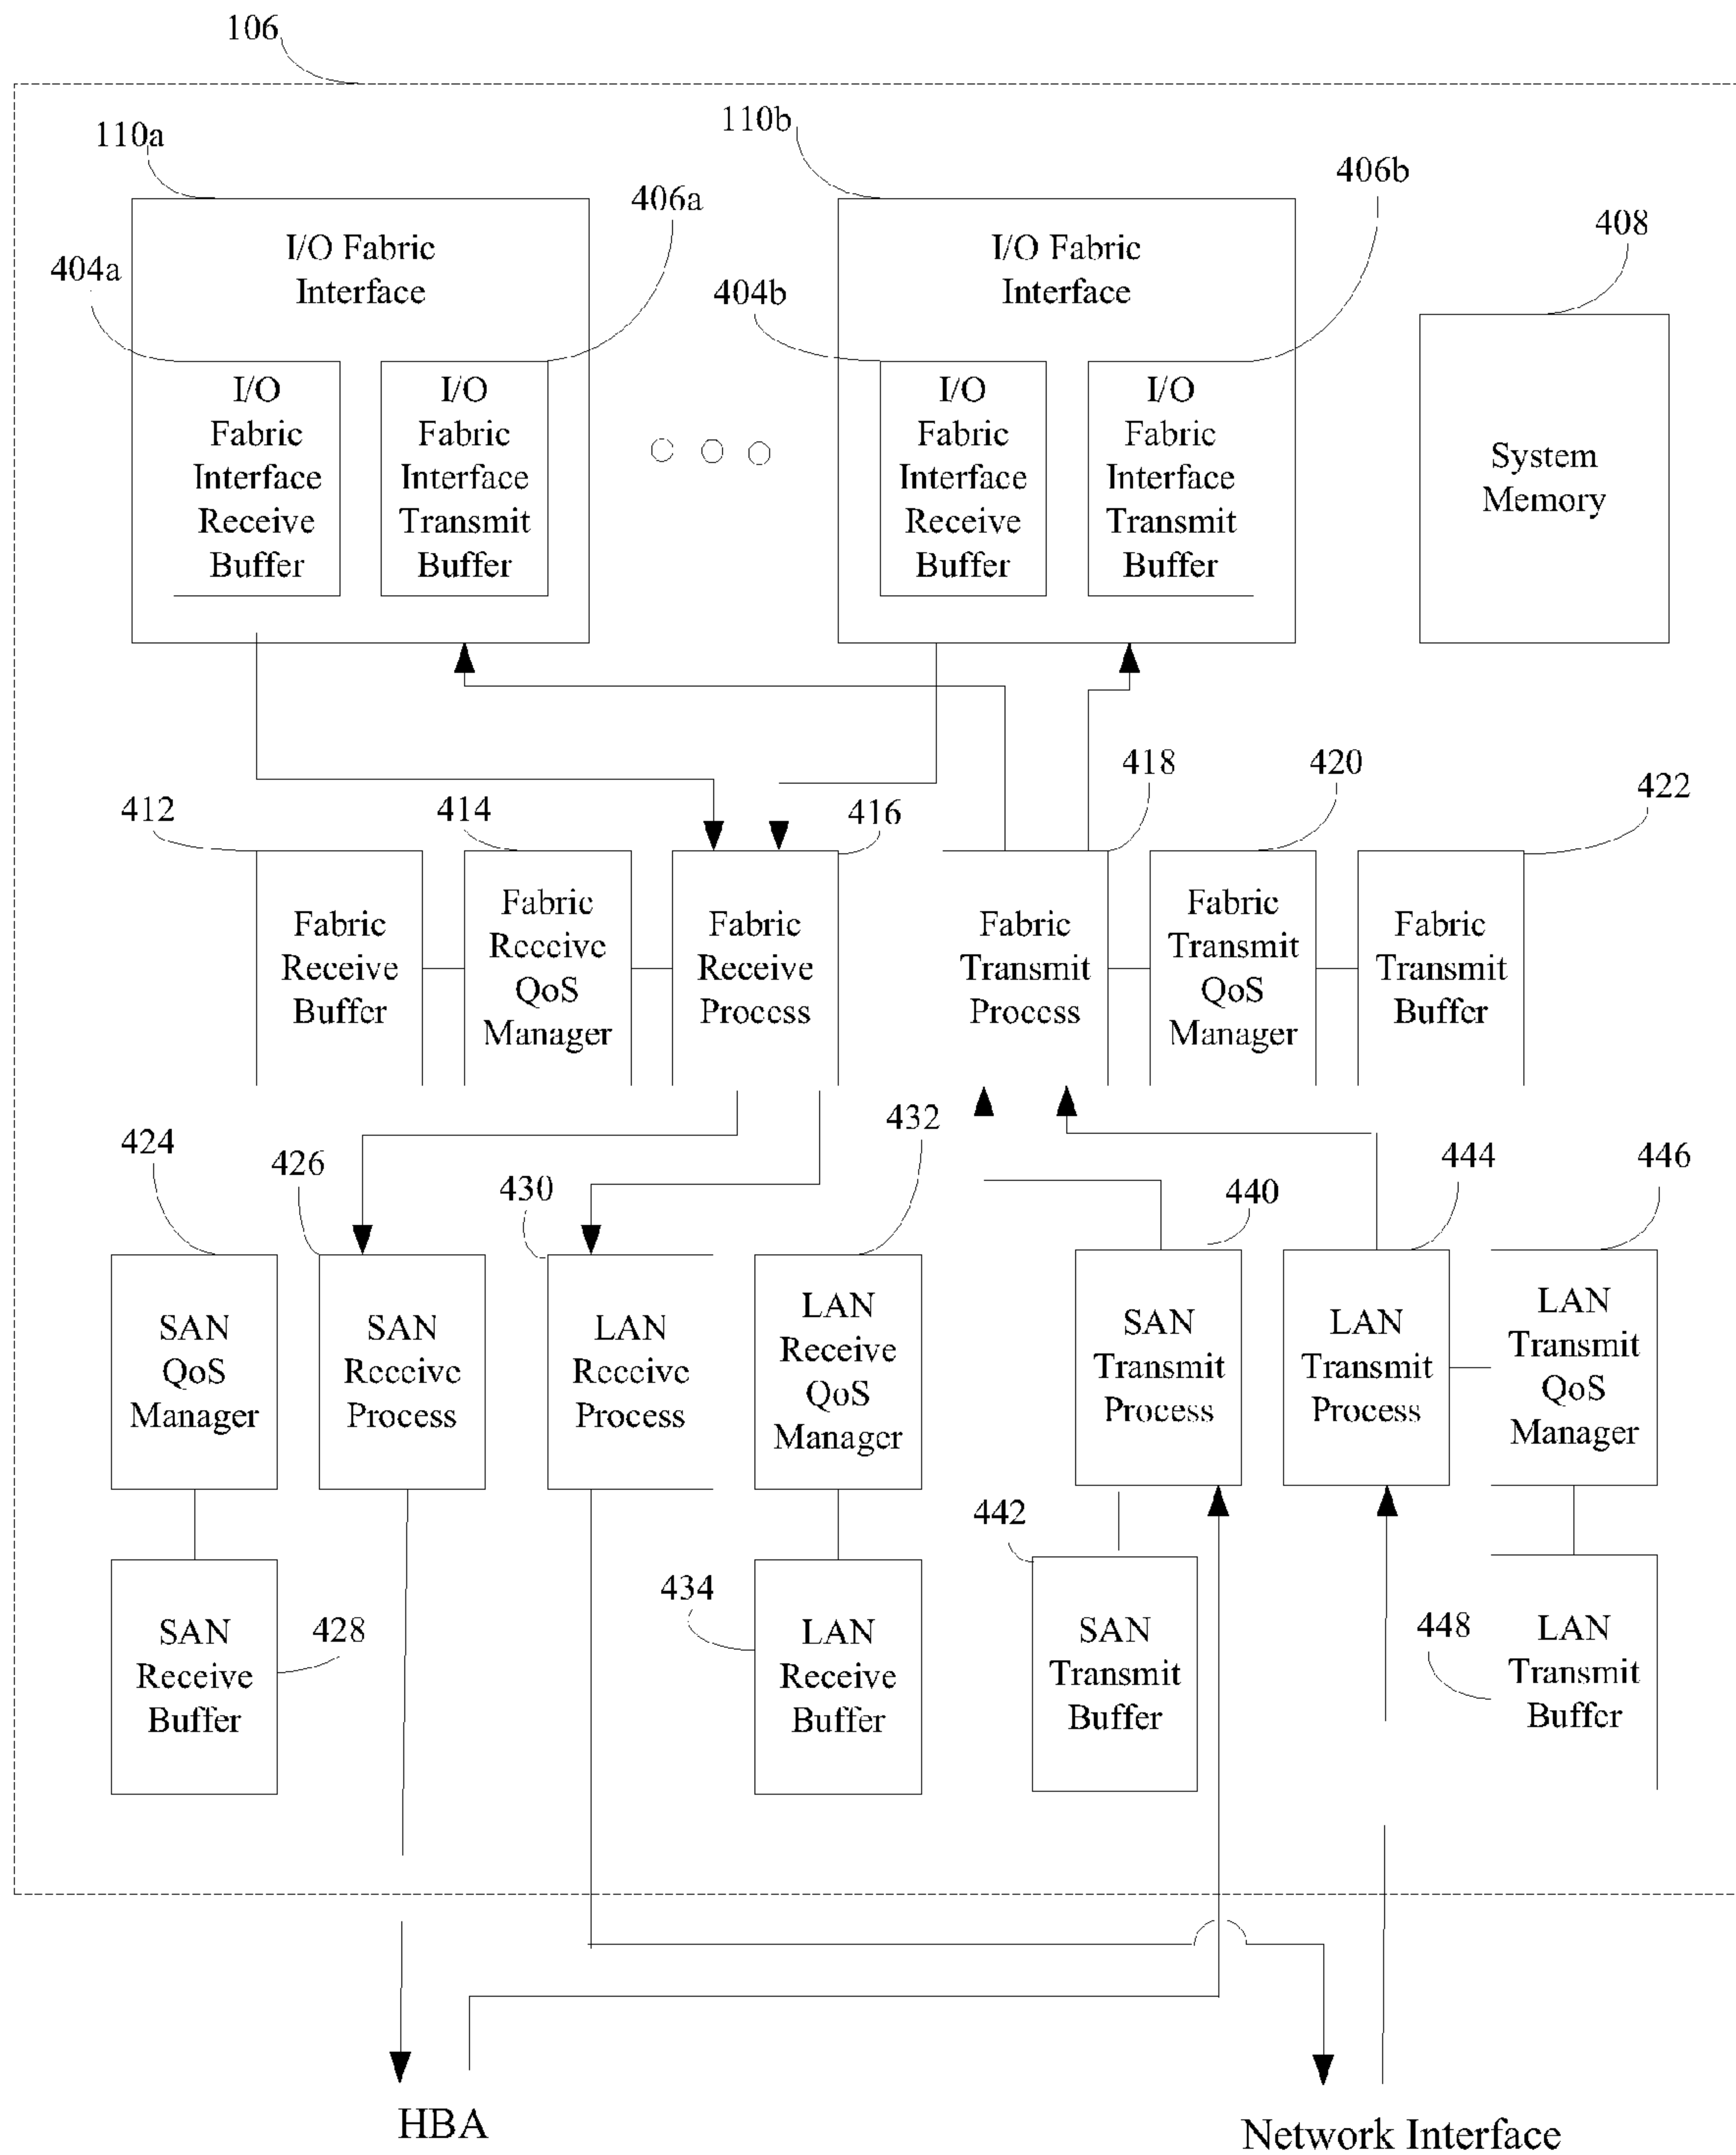 106
110a
110b
406a
406b
408
404a
404b
I/O Fabric
Interface
I/O Fabric
Interface
I/O
Fabric
Interface
Receive
Buffer
I/O
Fabric
Interface
Transmit
Buffer
I/O
Fabric
Interface
Receive
Buffer
I/O
Fabric
Interface
Transmit
Buffer
System
Memory
412
414
416
418
420
422
Fabric
Receive
Buffer
Fabric
Receive
QoS
Manager
Fabric
Receive
Process
Fabric
Transmit
Process
Fabric
Transmit
QoS
Manager
Fabric
Transmit
Buffer
424
426
430
432
440
444
446
SAN
QoS
Manager
SAN
Receive
Process
LAN
Receive
Process
LAN
Receive
QoS
Manager
SAN
Transmit
Process
LAN
Transmit
Process
LAN
Transmit
QoS
Manager
428
434
442
448
SAN
Receive
Buffer
LAN
Receive
Buffer
SAN
Transmit
Buffer
LAN
Transmit
Buffer
HBA
Network Interface